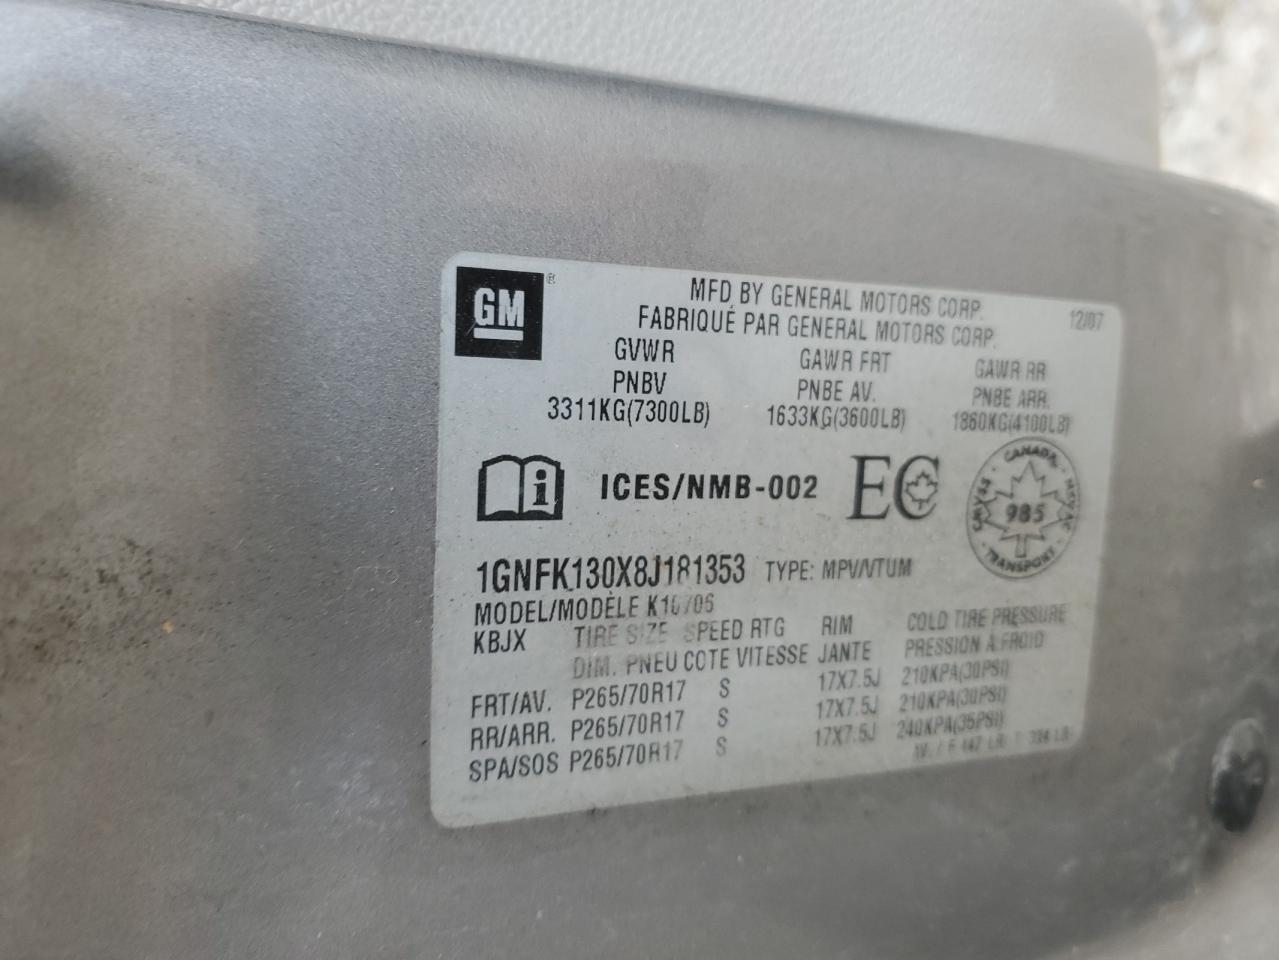 GM ®
MFD BY GENERAL MOTORS CORP. 12/07
FABRIQUÉ PAR GENERAL MOTORS CORP.
GVWR GAWR FRT GAWR RR
PNBV PNBE AV. PNBE ARR.
3311KG(7300LB) 1633KG(3600LB) 1860KG(4100LB)
i ICES/NMB-002 EC
CANADA
CMVSS NSVAC
985
TRANSPORT
1GNFK130X8J181353 TYPE: MPV/VTUM
MODEL/MODÈLE K10706
KBJX TIRE SIZE SPEED RTG RIM COLD TIRE PRESSURE
DIM. PNEU COTE VITESSE JANTE PRESSION À FROID
FRT/AV. P265/70R17 S 17X7.5J 210KPA(30PSI)
RR/ARR. P265/70R17 S 17X7.5J 210KPA(30PSI)
SPA/SOS P265/70R17 S 17X7.5J 240KPA(35PSI)